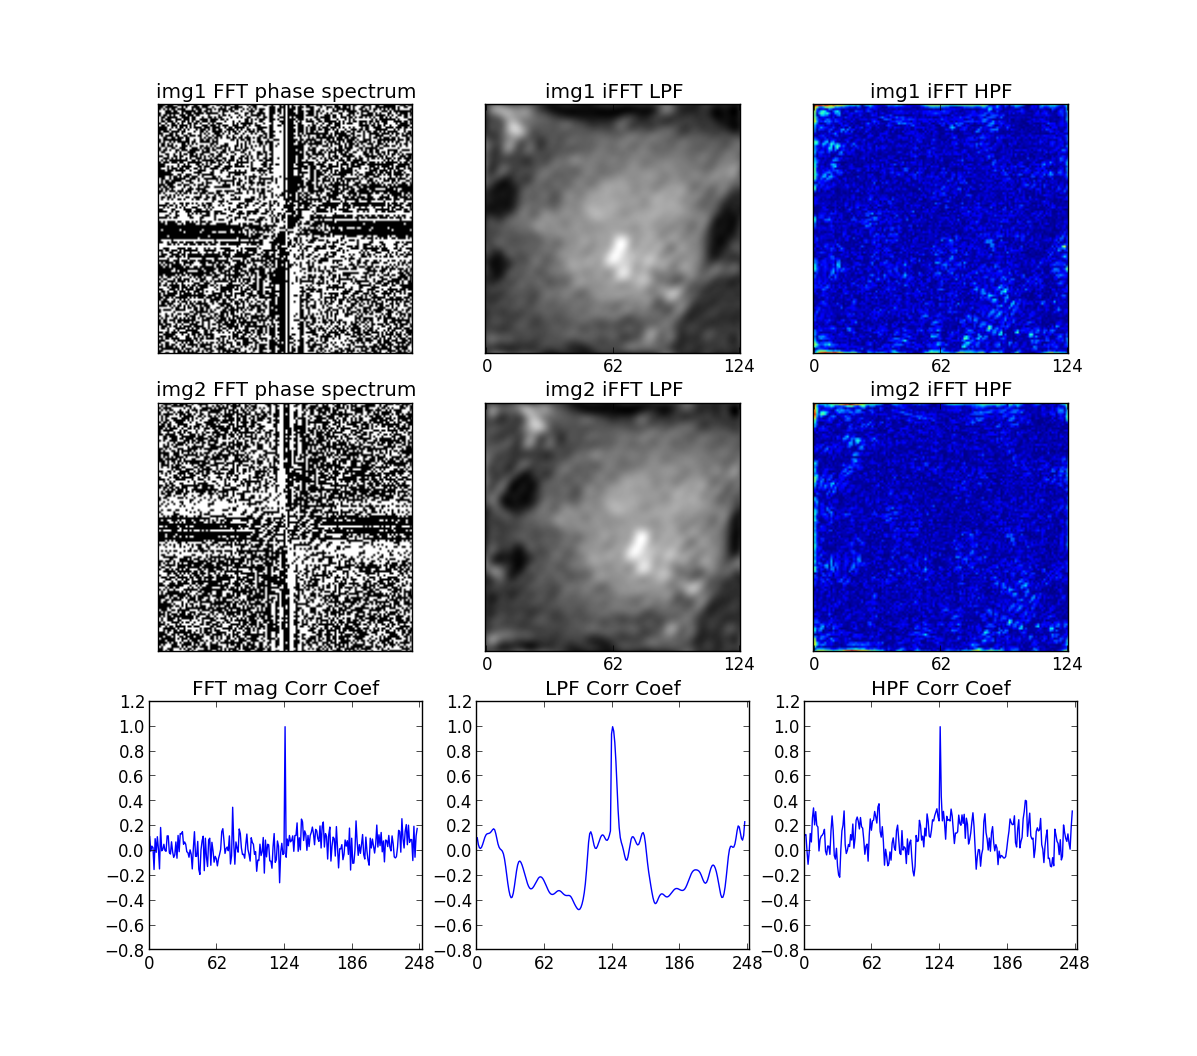 img1 FFT phase spectrum img1 iFFT LPF img1 iFFT HPF
0 62 124 0 62 124
img2 FFT phase spectrum img2 iFFT LPF img2 iFFT HPF
0 62 124 0 62 124
FFT mag Corr Coef LPF Corr Coef HPF Corr Coef
1.2 1.2 1.2
1.0 1.0 1.0
0.8 0.8 0.8
0.6 0.6 0.6
0.4 0.4 0.4
0.2 0.2 0.2
0.0 0.0 0.0
−0.2 −0.2 −0.2
−0.4 −0.4 −0.4
−0.6 −0.6 −0.6
−0.8 −0.8 −0.8
0 62 124 186 248 0 62 124 186 248 0 62 124 186 248